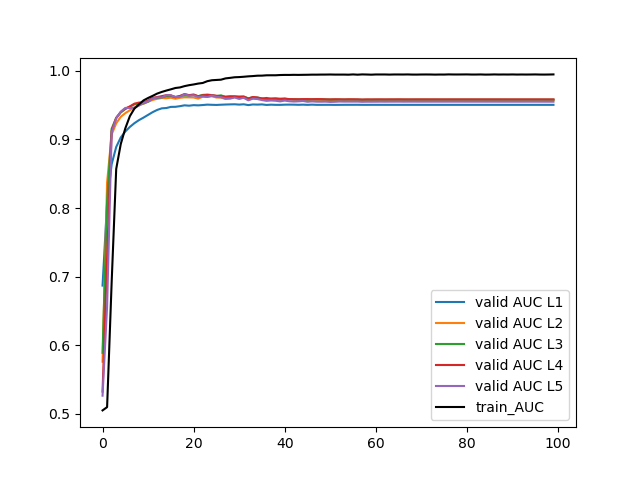 1.0
0.9
0.8
0.7
0.6
0.5
0 20 40 60 80 100
valid AUC L1
valid AUC L2
valid AUC L3
valid AUC L4
valid AUC L5
train_AUC